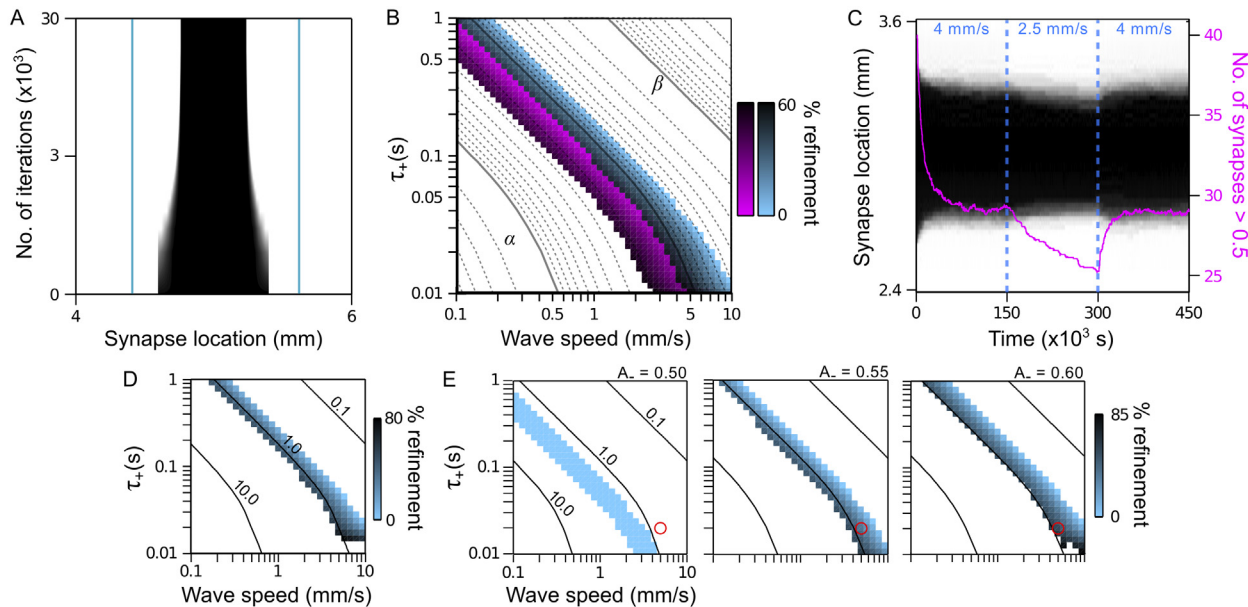 A
No. of iterations (x10³)
30
3
0
4
6
Synapse location (mm)
B
τ₊(s)
1
0.5
0.1
0.05
0.01
α
β
0.1
0.5
1
5
10
Wave speed (mm/s)
60
0
% refinement
C
Synapse location (mm)
3.6
2.4
4 mm/s
2.5 mm/s
4 mm/s
0
150
300
450
Time (x10³ s)
40
35
30
25
No. of synapses > 0.5
D
τ₊(s)
1
0.1
0.01
0.1
1.0
10.0
0.1
1
10
Wave speed (mm/s)
80
0
% refinement
E
A₋ = 0.50
τ₊(s)
1
0.1
0.01
0.1
1.0
10.0
0.1
1
10
Wave speed (mm/s)
A₋ = 0.55
A₋ = 0.60
85
0
% refinement